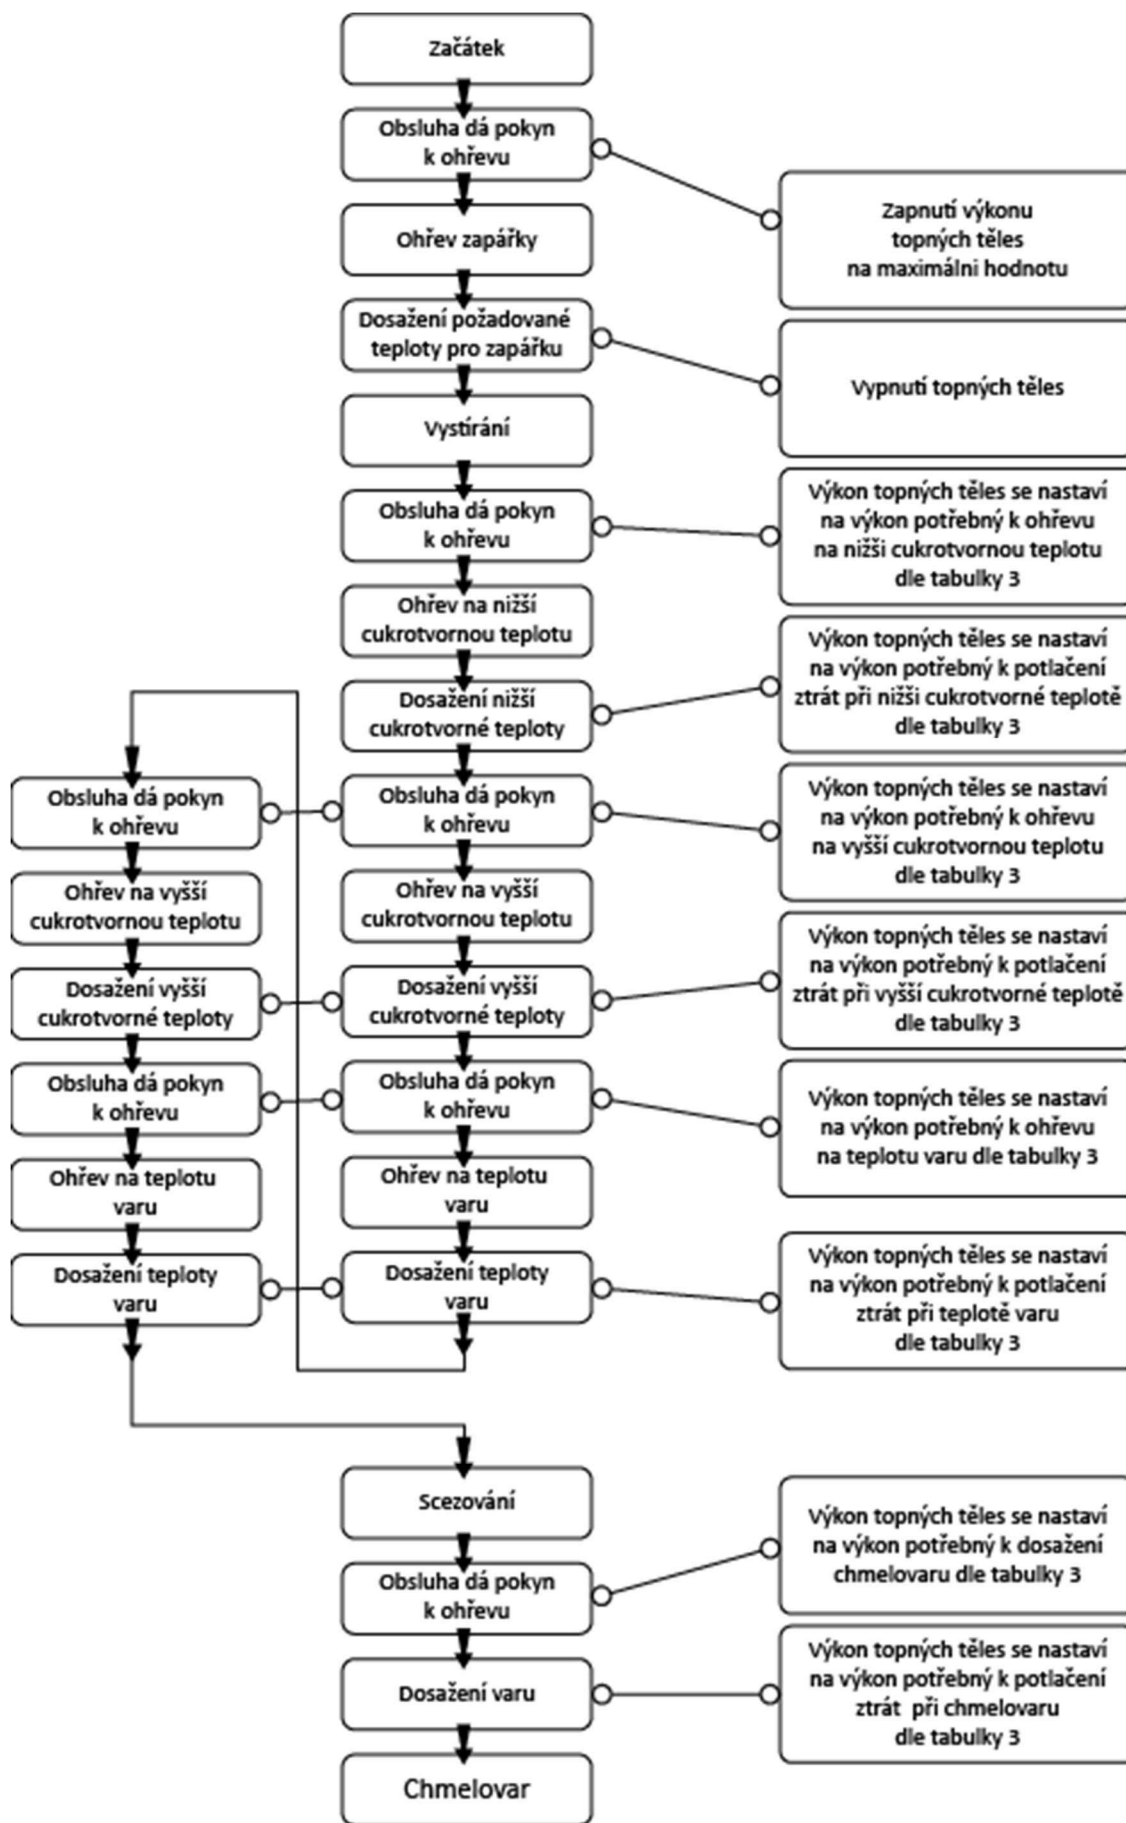 Začátek
Obsluha dá pokyn
k ohřevu
Zapnutí výkonu
topných těles
na maximálni hodnotu
Ohřev zapářky
Dosažení požadované
teploty pro zapářku
Vypnutí topných těles
Vystírání
Obsluha dá pokyn
k ohřevu
Výkon topných těles se nastaví
na výkon potřebný k ohřevu
na nižši cukrotvornou teplotu
dle tabulky 3
Ohřev na nižší
cukrotvornou teplotu
Dosažení nižší
cukrotvorné teploty
Výkon topných těles se nastaví
na výkon potřebný k potlačení
ztrát při nižši cukrotvorné teplotě
dle tabulky 3
Obsluha dá pokyn
k ohřevu
Obsluha dá pokyn
k ohřevu
Výkon topných těles se nastaví
na výkon potřebný k ohřevu
na vyšší cukrotvornou teplotu
dle tabulky 3
Ohřev na vyšší
cukrotvornou teplotu
Ohřev na vyšší
cukrotvornou teplotu
Dosažení vyšší
cukrotvorné teploty
Dosažení vyšší
cukrotvorné teploty
Výkon topných těles se nastaví
na výkon potřebný k potlačení
ztrát při vyšší cukrotvorné teplotě
dle tabulky 3
Obsluha dá pokyn
k ohřevu
Obsluha dá pokyn
k ohřevu
Výkon topných těles se nastaví
na výkon potřebný k ohřevu
na teplotu varu dle tabulky 3
Ohřev na teplotu
varu
Ohřev na teplotu
varu
Dosažení teploty
varu
Dosažení teploty
varu
Výkon topných těles se nastaví
na výkon potřebný k potlačení
ztrát při teplotě varu
dle tabulky 3
Scezování
Obsluha dá pokyn
k ohřevu
Výkon topných těles se nastaví
na výkon potřebný k dosažení
chmelovaru dle tabulky 3
Dosažení varu
Výkon topných těles se nastaví
na výkon potřebný k potlačení
ztrát při chmelovaru
dle tabulky 3
Chmelovar